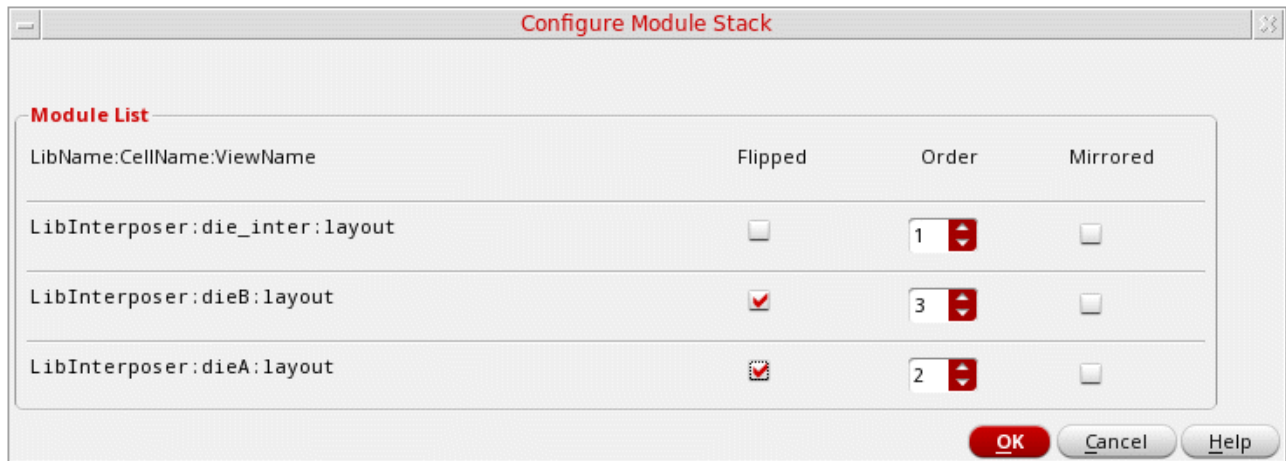 Configure Module Stack
Module List
LibName:CellName:ViewName Flipped Order Mirrored
LibInterposer:die_inter:layout 1
LibInterposer:dieB:layout 3
LibInterposer:dieA:layout 2
OK Cancel Help